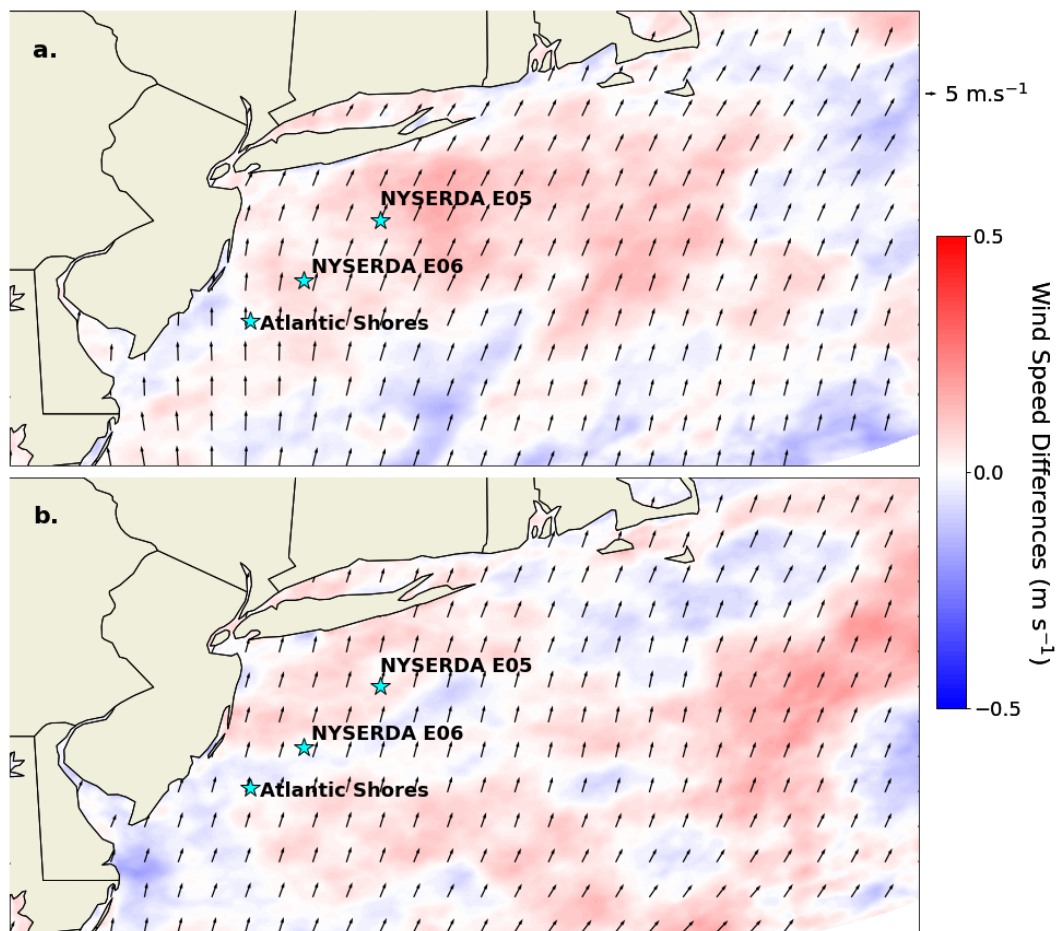 a.
5 m.s⁻¹
NYSERDA E05
NYSERDA E06
Atlantic Shores
0.5
0.0
−0.5
Wind Speed Differences (m s⁻¹)
b.
NYSERDA E05
NYSERDA E06
Atlantic Shores